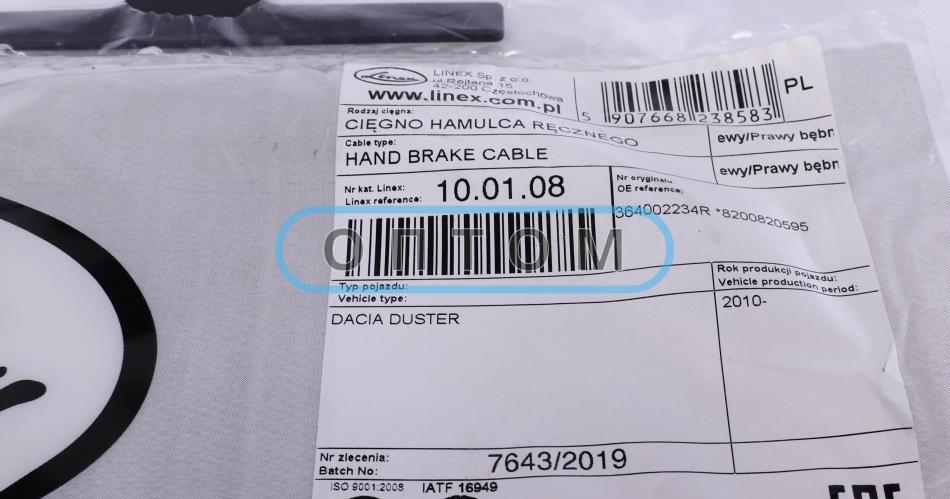 Linex
LINEX Sp. z o.o.
ul.Rejtana 15
42-200 Częstochowa
www.linex.com.pl
5 907668 238583
PL
Rodzaj cięgna:
CIĘGNO HAMULCA RĘCZNEGO
ewy/Prawy bębn
Cable type:
HAND BRAKE CABLE
ewy/Prawy bębn
Nr kat. Linex:
Linex reference:
10.01.08
Nr oryginału:
OE reference:
364002234R *8200820595
ОПТОМ
Typ pojazdu:
Vehicle type:
DACIA DUSTER
Rok produkcji pojazdu:
Vehicle production period:
2010-
Nr zlecenia:
Batch No:
7643/2019
ISO 9001:2008 IATF 16949